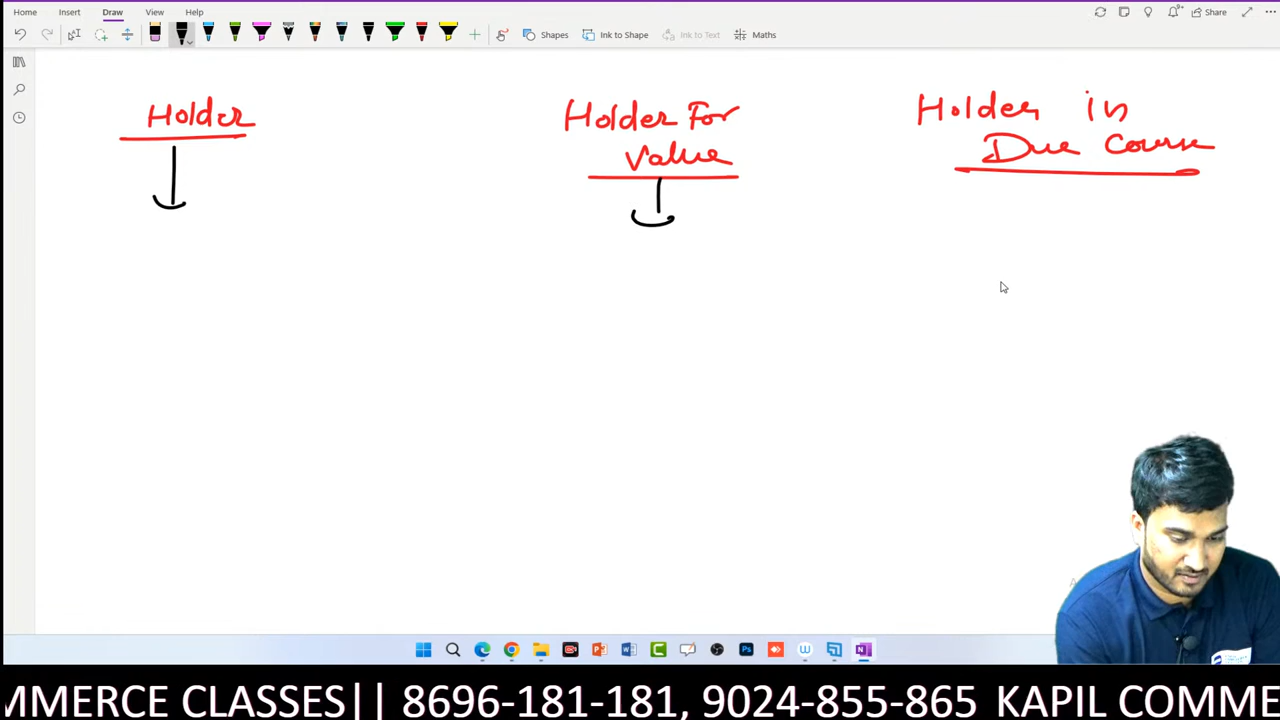 Home Insert Draw View Help
Share
Shapes Ink to Shape Ink to Text Maths
Holder
Holder For
Value
Holder in
Due Course
MMERCE CLASSES|| 8696-181-181, 9024-855-865 KAPIL COMME